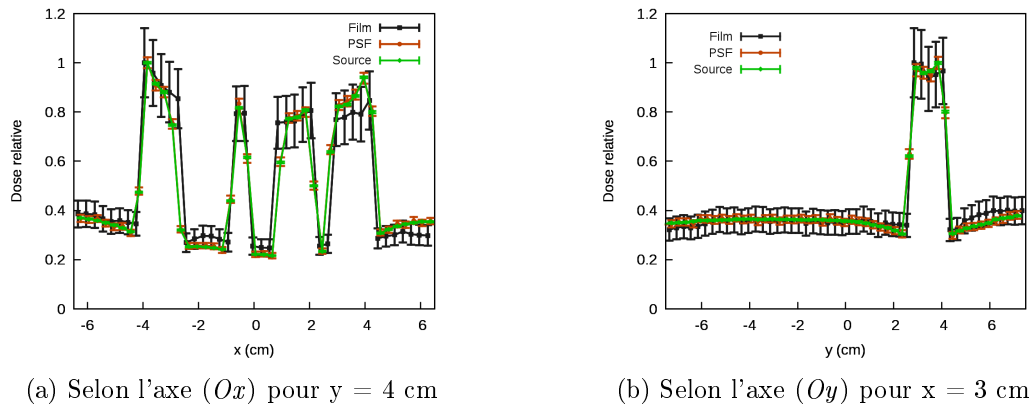 1.2
1
0.8
0.6
0.4
0.2
0
Dose relative
-6 -4 -2 0 2 4 6
x (cm)
Film
PSF
Source
(a) Selon l'axe (Ox) pour y = 4 cm
1.2
1
0.8
0.6
0.4
0.2
0
Dose relative
-6 -4 -2 0 2 4 6
y (cm)
Film
PSF
Source
(b) Selon l'axe (Oy) pour x = 3 cm